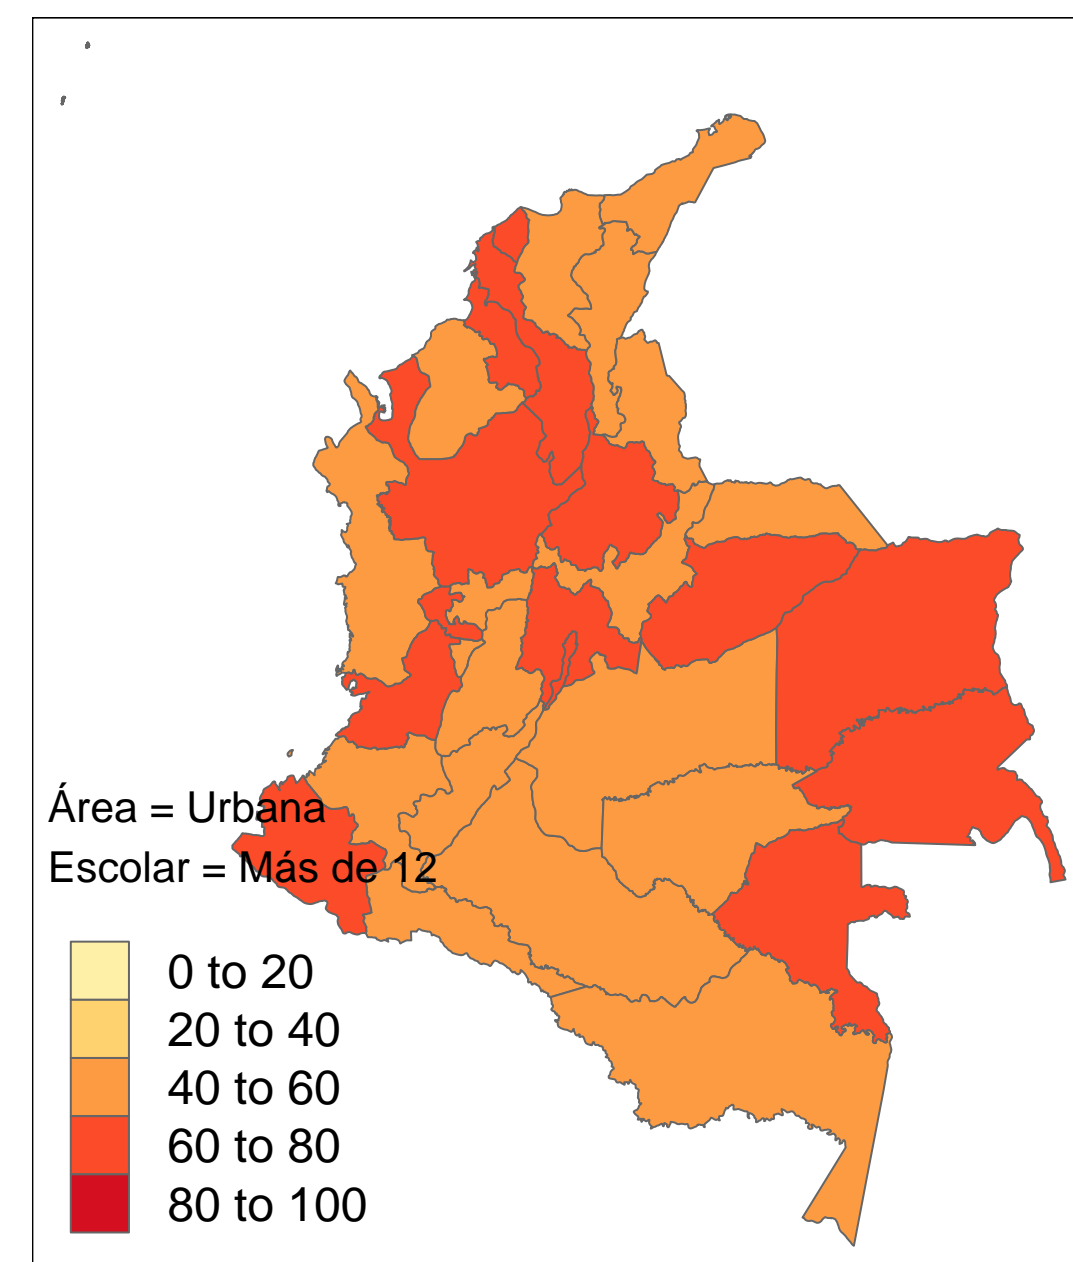 Área = Urbana
Escolar = Más de 12
0 to 20
20 to 40
40 to 60
60 to 80
80 to 100